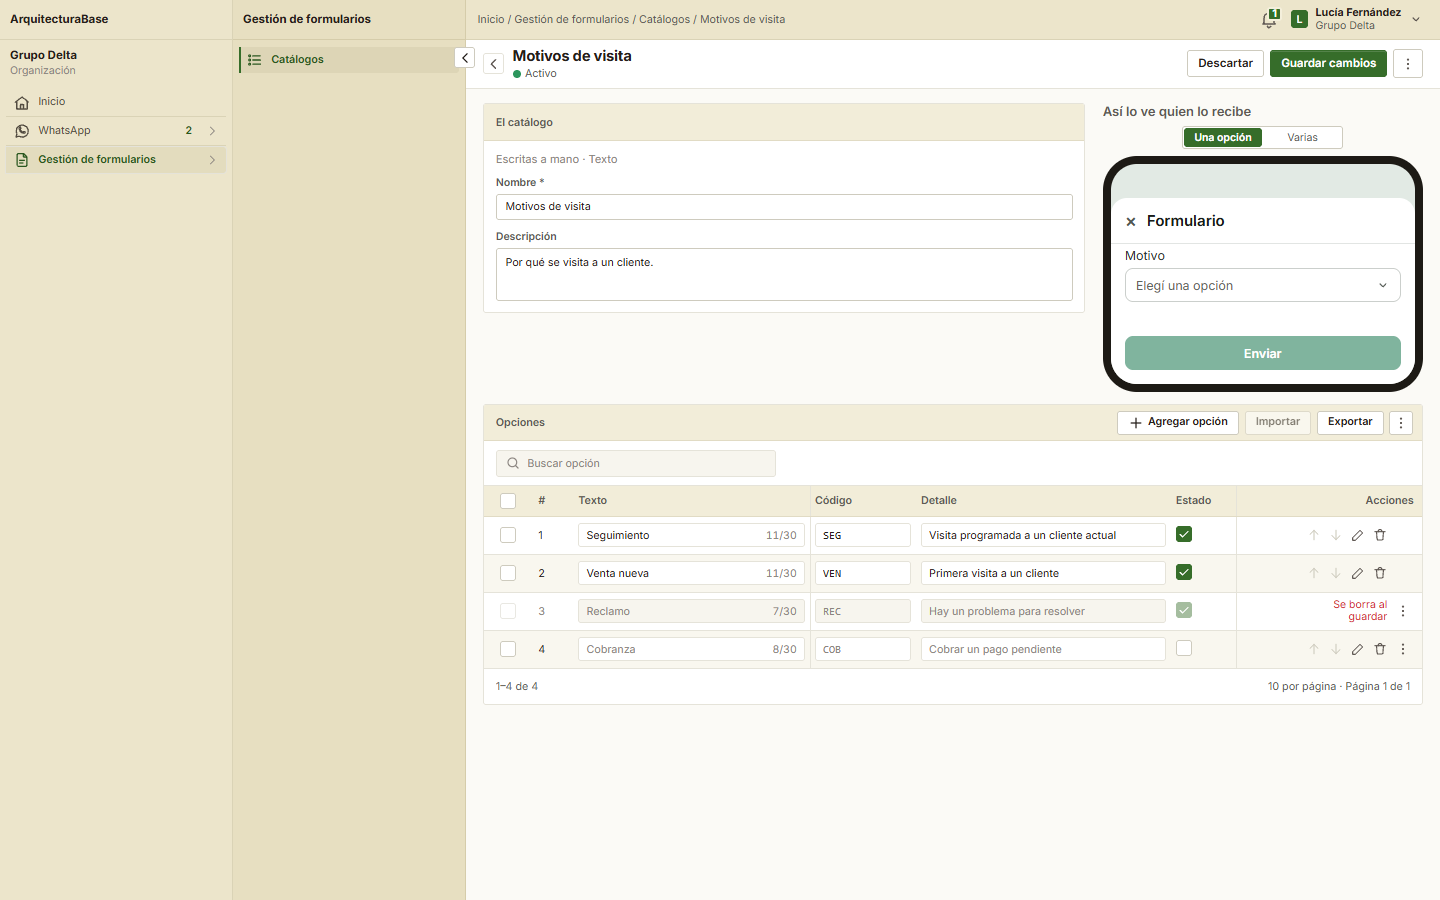 ArquitecturaBase
Gestión de formularios
Inicio / Gestión de formularios / Catálogos / Motivos de visita
1
L
Lucía Fernández
Grupo Delta
Grupo Delta
Organización
Inicio
WhatsApp 2
Gestión de formularios
Catálogos
Motivos de visita
Activo
Descartar
Guardar cambios
El catálogo
Escritas a mano · Texto
Nombre *
Motivos de visita
Descripción
Por qué se visita a un cliente.
Así lo ve quien lo recibe
Una opción Varias
Formulario
Motivo
Elegí una opción
Enviar
Opciones
Agregar opción
Importar
Exportar
Buscar opción
# Texto Código Detalle Estado Acciones
1 Seguimiento 11/30 SEG Visita programada a un cliente actual
2 Venta nueva 11/30 VEN Primera visita a un cliente
3 Reclamo 7/30 REC Hay un problema para resolver Se borra al
guardar
4 Cobranza 8/30 COB Cobrar un pago pendiente
1–4 de 4
10 por página · Página 1 de 1